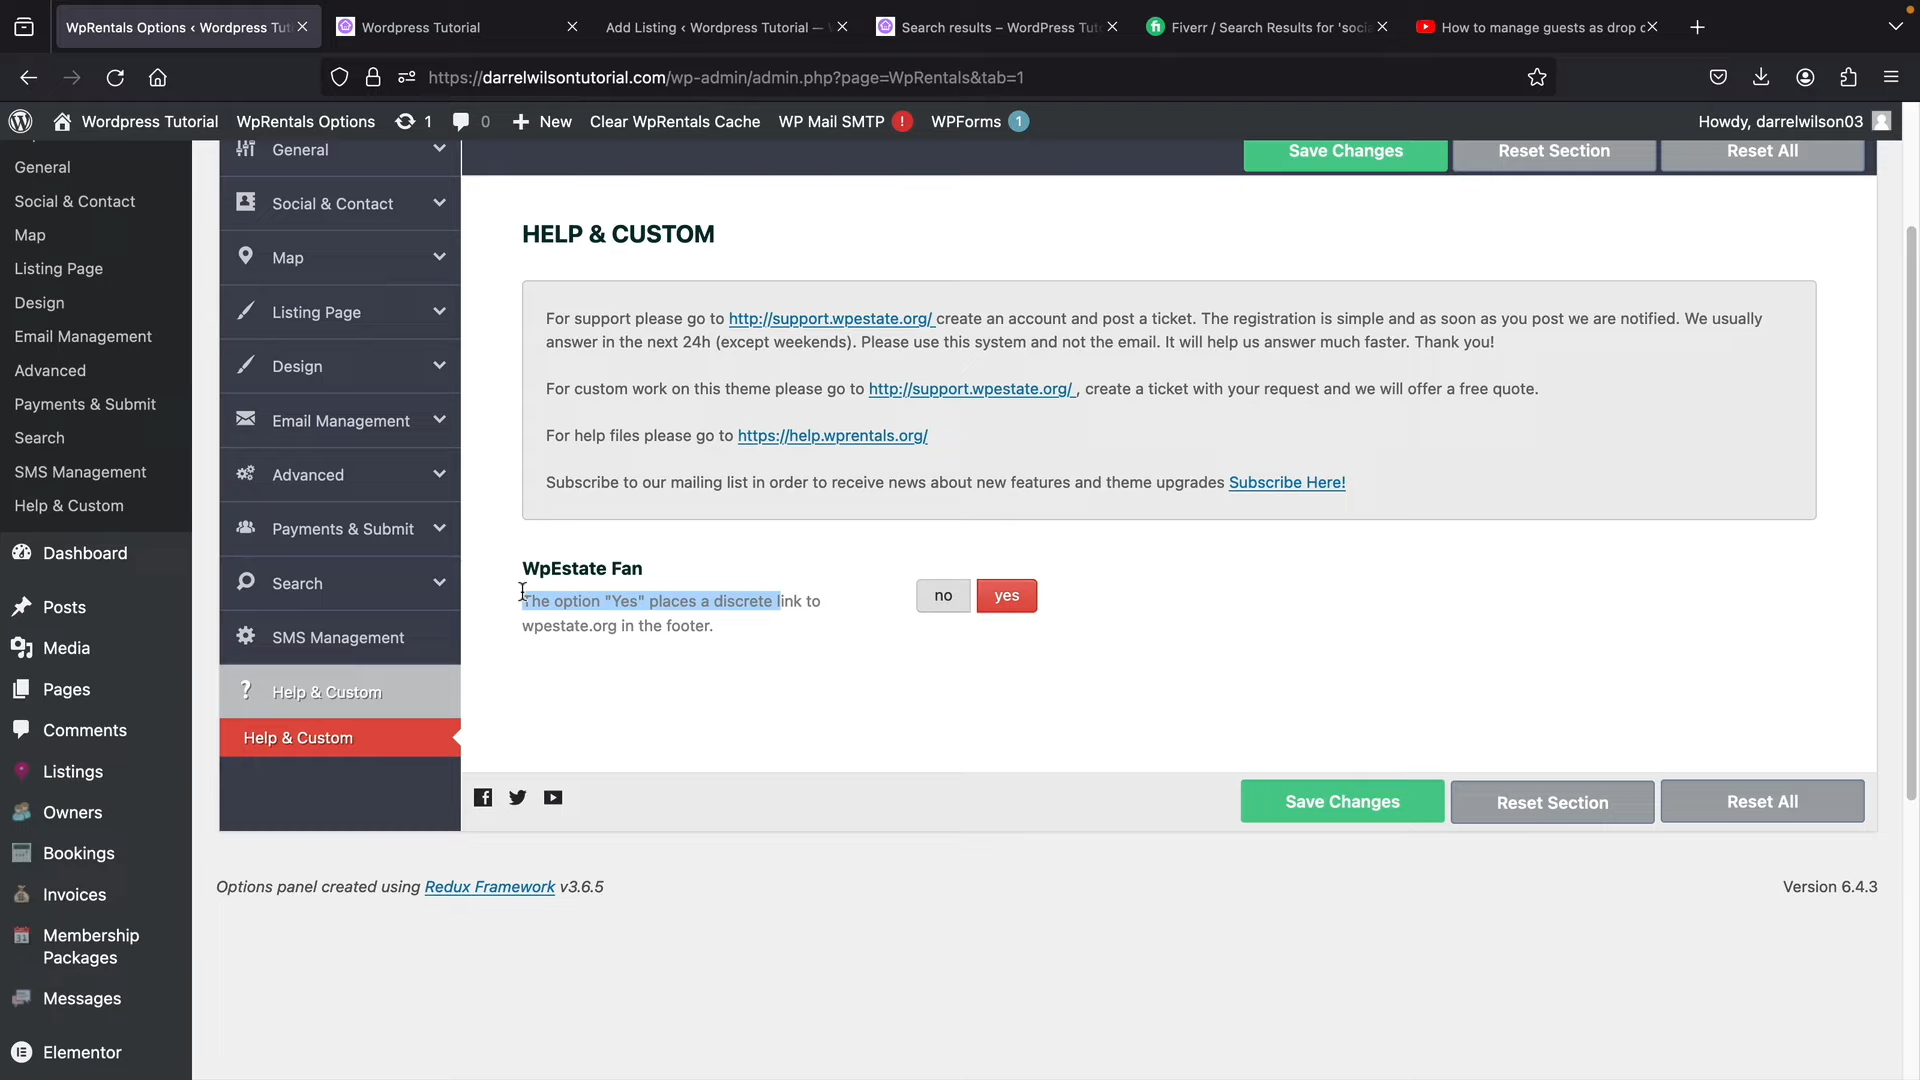 WpRentals Options ‹ Wordpress Tut
Wordpress Tutorial
Add Listing ‹ Wordpress Tutorial —
Search results – WordPress Tut
Fiverr / Search Results for 'socia
How to manage guests as drop d
https://darrelwilsontutorial.com/wp-admin/admin.php?page=WpRentals&tab=1
Wordpress Tutorial
WpRentals Options
1
0
New
Clear WpRentals Cache
WP Mail SMTP
!
WPForms
1
Howdy, darrelwilson03
General
Social & Contact
Map
Listing Page
Design
Email Management
Advanced
Payments & Submit
Search
SMS Management
Help & Custom
Dashboard
Posts
Media
Pages
Comments
Listings
Owners
Bookings
Invoices
Membership
Packages
Messages
Elementor
General
Social & Contact
Map
Listing Page
Design
Email Management
Advanced
Payments & Submit
Search
SMS Management
Help & Custom
Help & Custom
Save Changes
Reset Section
Reset All
HELP & CUSTOM
For support please go to http://support.wpestate.org/ create an account and post a ticket. The registration is simple and as soon as you post we are notified. We usually
answer in the next 24h (except weekends). Please use this system and not the email. It will help us answer much faster. Thank you!
For custom work on this theme please go to http://support.wpestate.org/ , create a ticket with your request and we will offer a free quote.
For help files please go to https://help.wprentals.org/
Subscribe to our mailing list in order to receive news about new features and theme upgrades Subscribe Here!
WpEstate Fan
The option "Yes" places a discrete link to
wpestate.org in the footer.
no
yes
Save Changes
Reset Section
Reset All
Options panel created using Redux Framework v3.6.5
Version 6.4.3